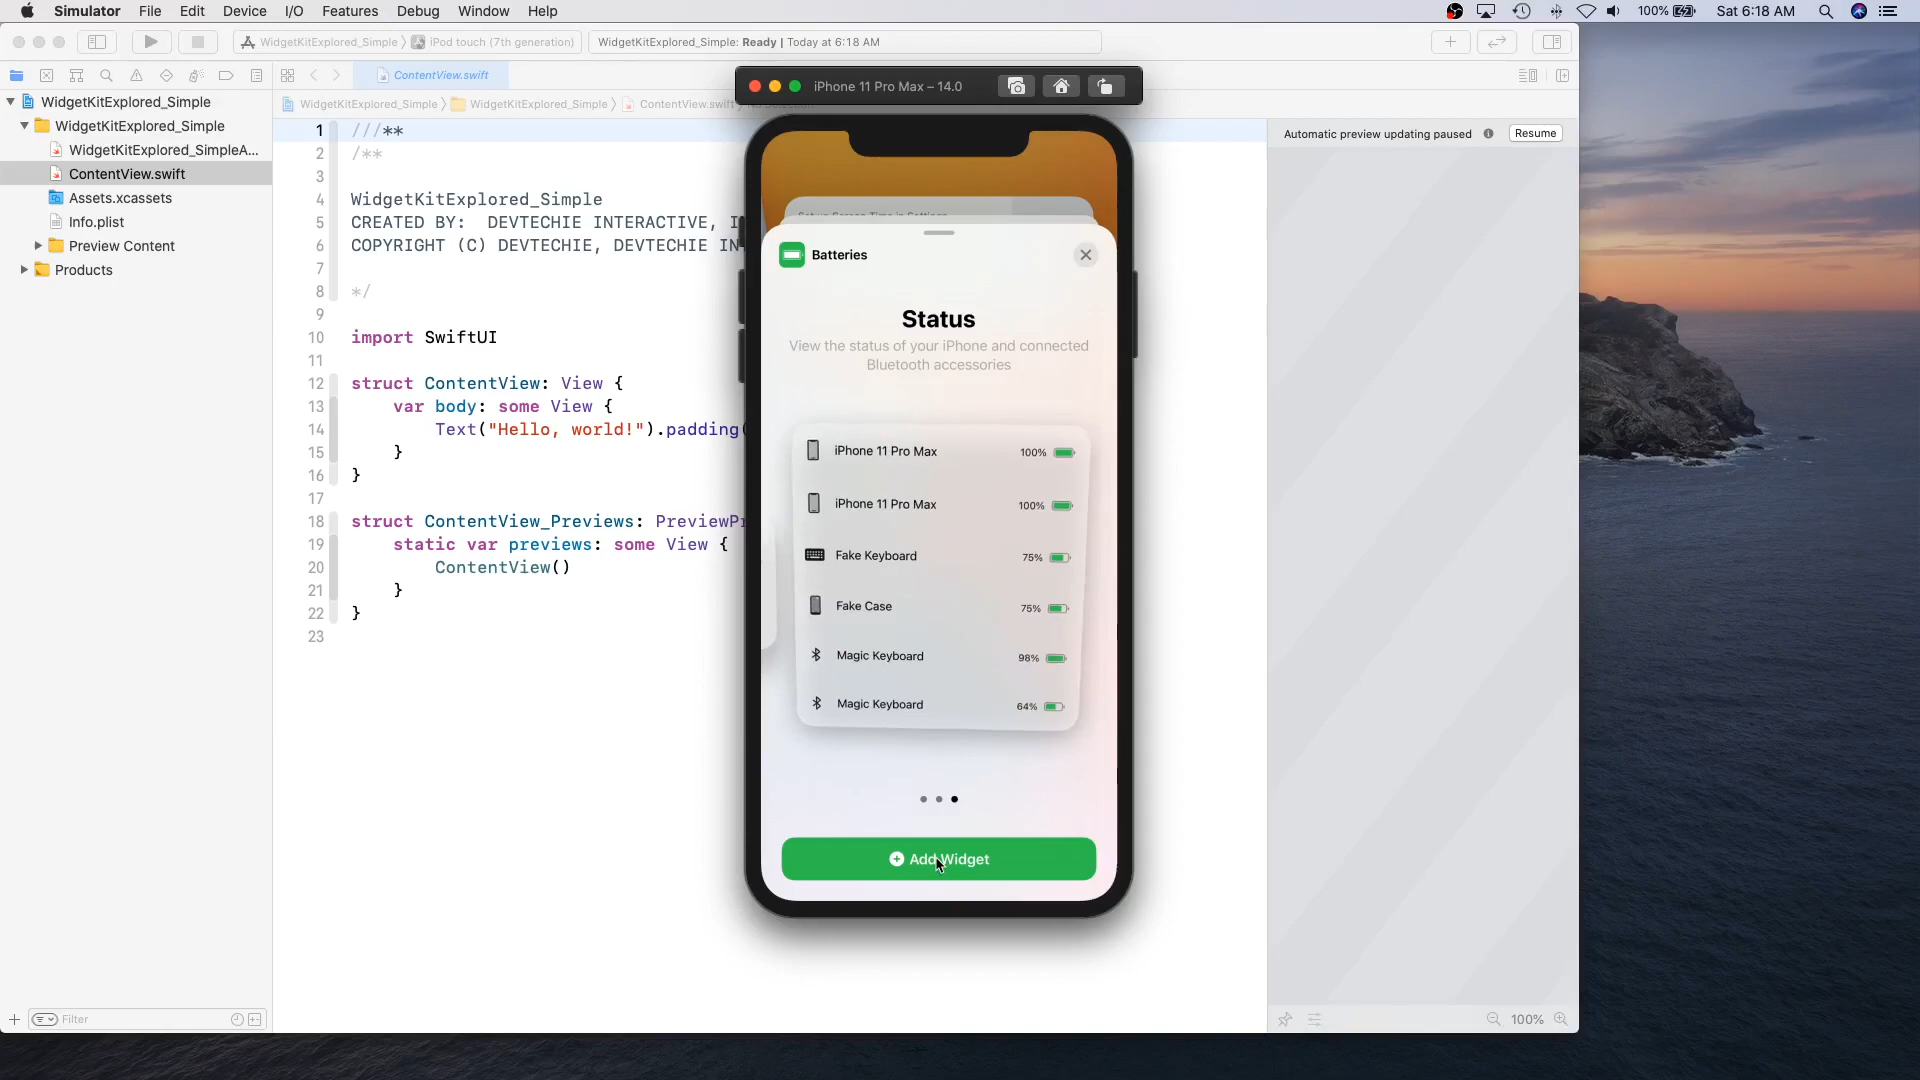 Simulator File Edit Device I/O Features Debug Window Help 100% Sat 6:18 AM
WidgetKitExplored_Simple iPod touch (7th generation) WidgetKitExplored_Simple: Ready | Today at 6:18 AM
ContentView.swift
WidgetKitExplored_Simple
WidgetKitExplored_Simple
WidgetKitExplored_SimpleA...
ContentView.swift
Assets.xcassets
Info.plist
Preview Content
Products
Filter
WidgetKitExplored_Simple WidgetKitExplored_Simple ContentView.swift
1 ///**
2 /**
3
4 WidgetKitExplored_Simple
5 CREATED BY:  DEVTECHIE INTERACTIVE, I
6 COPYRIGHT (C) DEVTECHIE, DEVTECHIE IN
7
8 */
9
10 import SwiftUI
11
12 struct ContentView: View {
13 var body: some View {
14 Text("Hello, world!").padding(
15 }
16 }
17
18 struct ContentView_Previews: PreviewPr
19 static var previews: some View {
20 ContentView()
21 }
22 }
23
iPhone 11 Pro Max – 14.0
Batteries
Status
View the status of your iPhone and connected
Bluetooth accessories
iPhone 11 Pro Max 100%
iPhone 11 Pro Max 100%
Fake Keyboard 75%
Fake Case 75%
Magic Keyboard 98%
Magic Keyboard 64%
Add Widget
Automatic preview updating paused Resume
100%